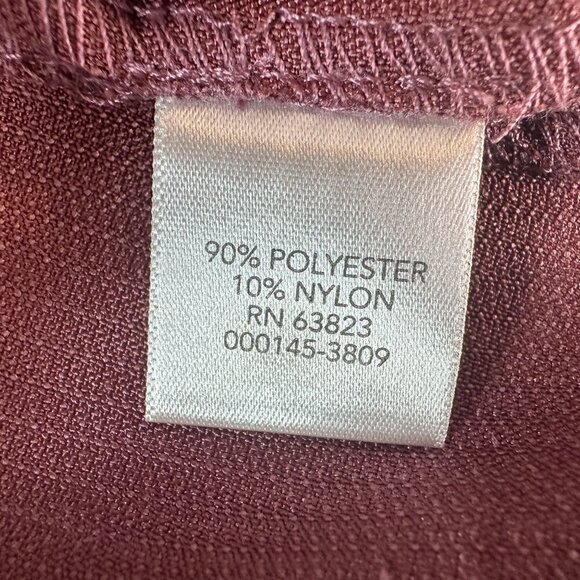 90% POLYESTER
10% NYLON
RN 63823
000145-3809